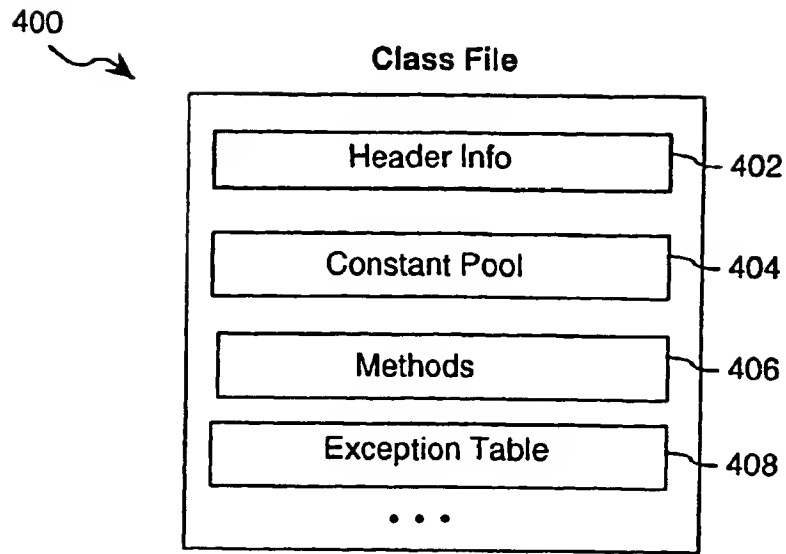 400
Class File
Header Info
402
Constant Pool
404
Methods
406
Exception Table
408
• • •